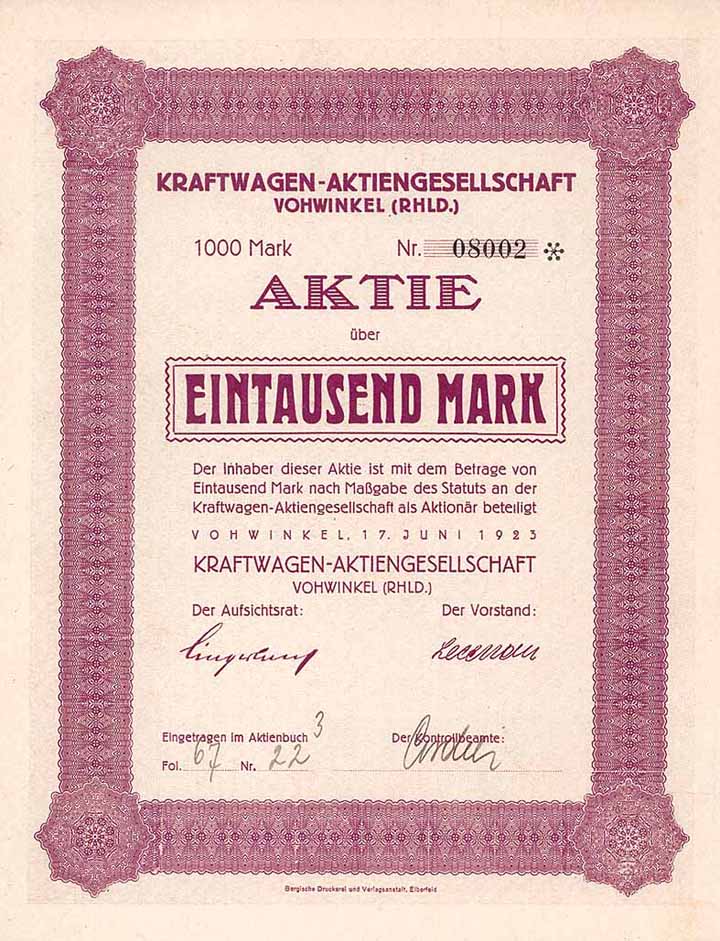 KRAFTWAGEN-AKTIENGESELLSCHAFT
VOHWINKEL (RHLD.)
1000 Mark Nr. 08002 *
AKTIE
über
EINTAUSEND MARK
Der Inhaber dieser Aktie ist mit dem Betrage von
Eintausend Mark nach Maßgabe des Statuts an der
Kraftwagen-Aktiengesellschaft als Aktionär beteiligt
VOHWINKEL, 17. JUNI 1923
KRAFTWAGEN-AKTIENGESELLSCHAFT
VOHWINKEL (RHLD.)
Der Aufsichtsrat: Der Vorstand:
Eingetragen im Aktienbuch 3 Der Kontrollbeamte:
Fol. 67 Nr. 22
Bergische Druckerei und Verlagsanstalt, Elberfeld